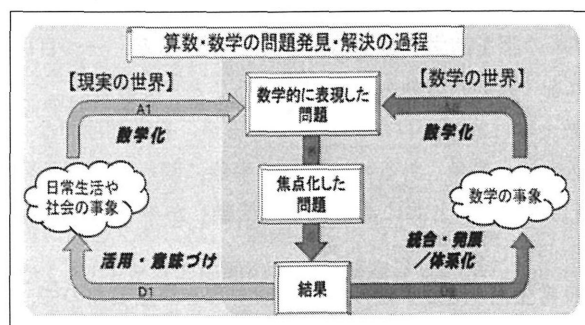 算数・数学の問題発見・解決の過程
【現実の世界】
【数学の世界】
数学的に表現した
問題
A1
数学化
数学化
日常生活や
社会の事象
焦点化した
問題
数学の事象
活用・意味づけ
統合・発展
/体系化
D1
結果